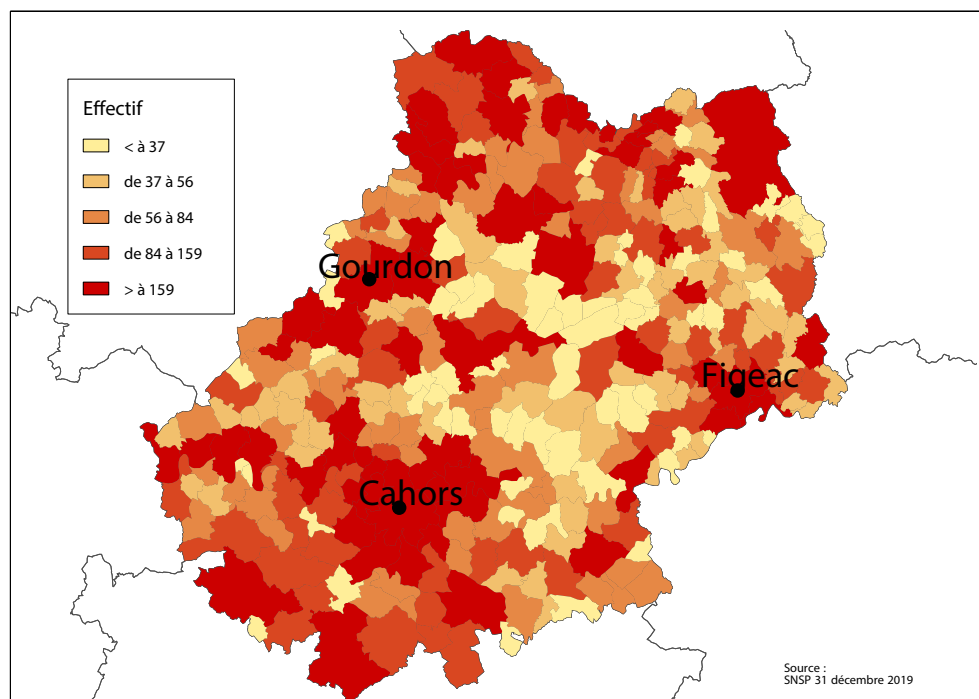 Effectif
< à 37
de 37 à 56
de 56 à 84
de 84 à 159
> à 159
Gourdon
Figeac
Cahors
Source :
SNSP 31 décembre 2019